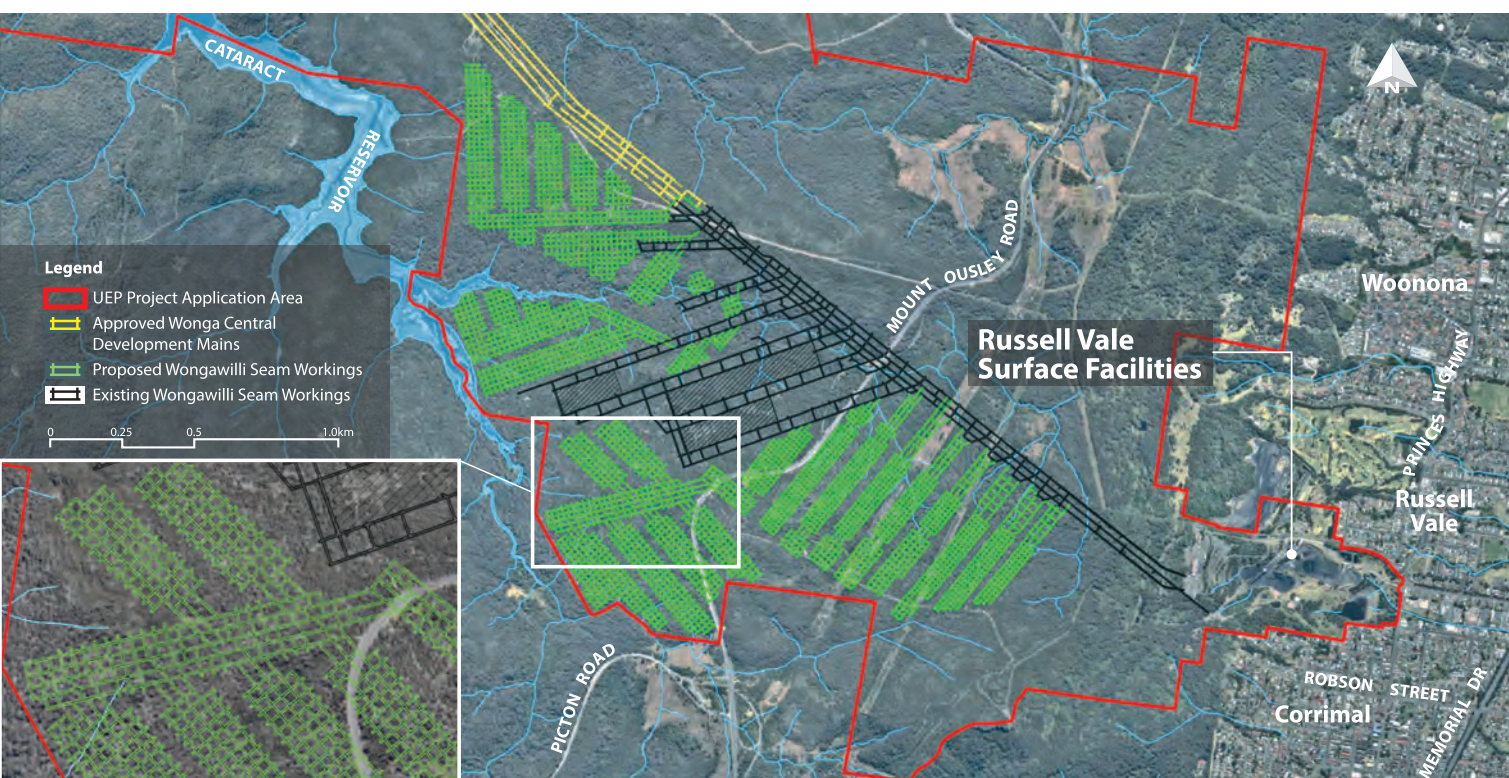 CATARACT
RESERVOIR
N
MOUNT OUSLEY ROAD
Woonona
Legend
UEP Project Application Area
Approved Wonga Central
Development Mains
Proposed Wongawilli Seam Workings
Existing Wongawilli Seam Workings
0 0.25 0.5 1.0km
Russell Vale
Surface Facilities
PRINCES HIGHWAY
Russell
Vale
PICTON ROAD
ROBSON STREET
Corrimal
MEMORIAL DR